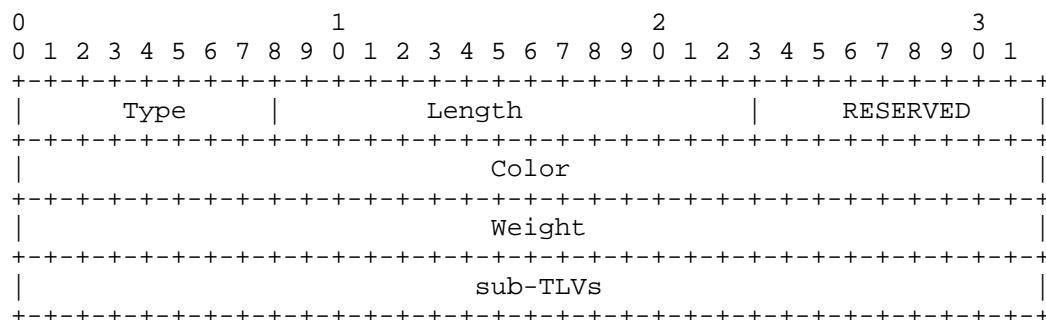 0                   1                   2                   3
0 1 2 3 4 5 6 7 8 9 0 1 2 3 4 5 6 7 8 9 0 1 2 3 4 5 6 7 8 9 0 1
+-+-+-+-+-+-+-+-+-+-+-+-+-+-+-+-+-+-+-+-+-+-+-+-+-+-+-+-+-+-+-+-+
|      Type     |         Length              |     RESERVED    |
+-+-+-+-+-+-+-+-+-+-+-+-+-+-+-+-+-+-+-+-+-+-+-+-+-+-+-+-+-+-+-+-+
|                             Color                             |
+-+-+-+-+-+-+-+-+-+-+-+-+-+-+-+-+-+-+-+-+-+-+-+-+-+-+-+-+-+-+-+-+
|                             Weight                            |
+-+-+-+-+-+-+-+-+-+-+-+-+-+-+-+-+-+-+-+-+-+-+-+-+-+-+-+-+-+-+-+-+
|                            sub-TLVs                           |
+-+-+-+-+-+-+-+-+-+-+-+-+-+-+-+-+-+-+-+-+-+-+-+-+-+-+-+-+-+-+-+-+